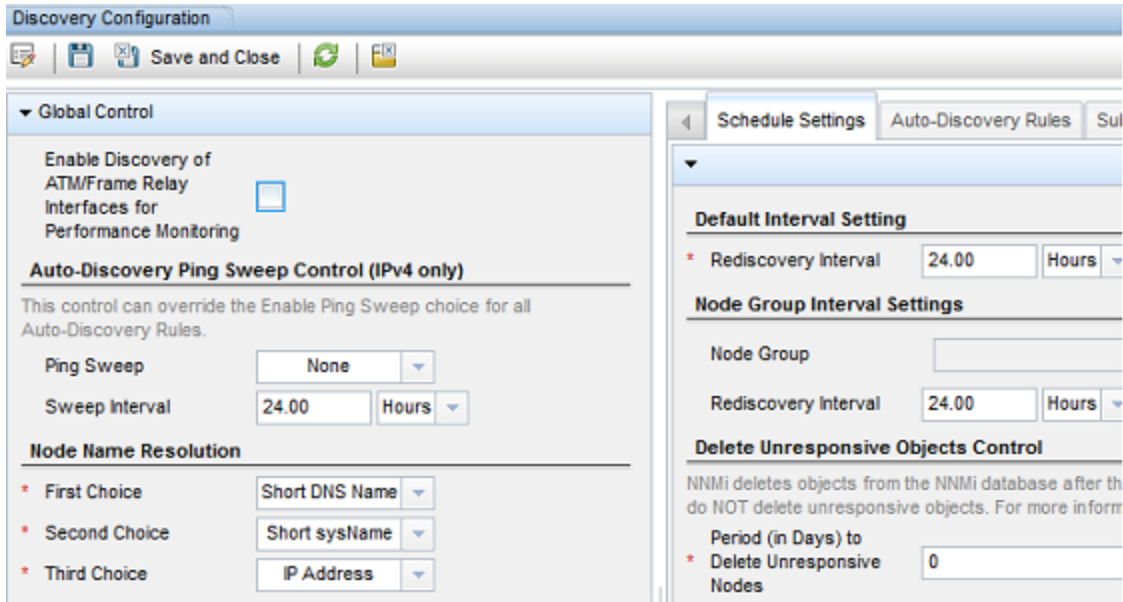 Discovery Configuration
Save and Close
Global Control
Enable Discovery of
ATM/Frame Relay
Interfaces for
Performance Monitoring
Auto-Discovery Ping Sweep Control (IPv4 only)
This control can override the Enable Ping Sweep choice for all
Auto-Discovery Rules.
Ping Sweep None
Sweep Interval 24.00 Hours
Node Name Resolution
* First Choice Short DNS Name
* Second Choice Short sysName
* Third Choice IP Address
Schedule Settings Auto-Discovery Rules
Default Interval Setting
* Rediscovery Interval 24.00 Hours
Node Group Interval Settings
Node Group
Rediscovery Interval 24.00 Hours
Delete Unresponsive Objects Control
NNMi deletes objects from the NNMi database after
do NOT delete unresponsive objects. For more
Period (in Days) to
* Delete Unresponsive 0
Nodes